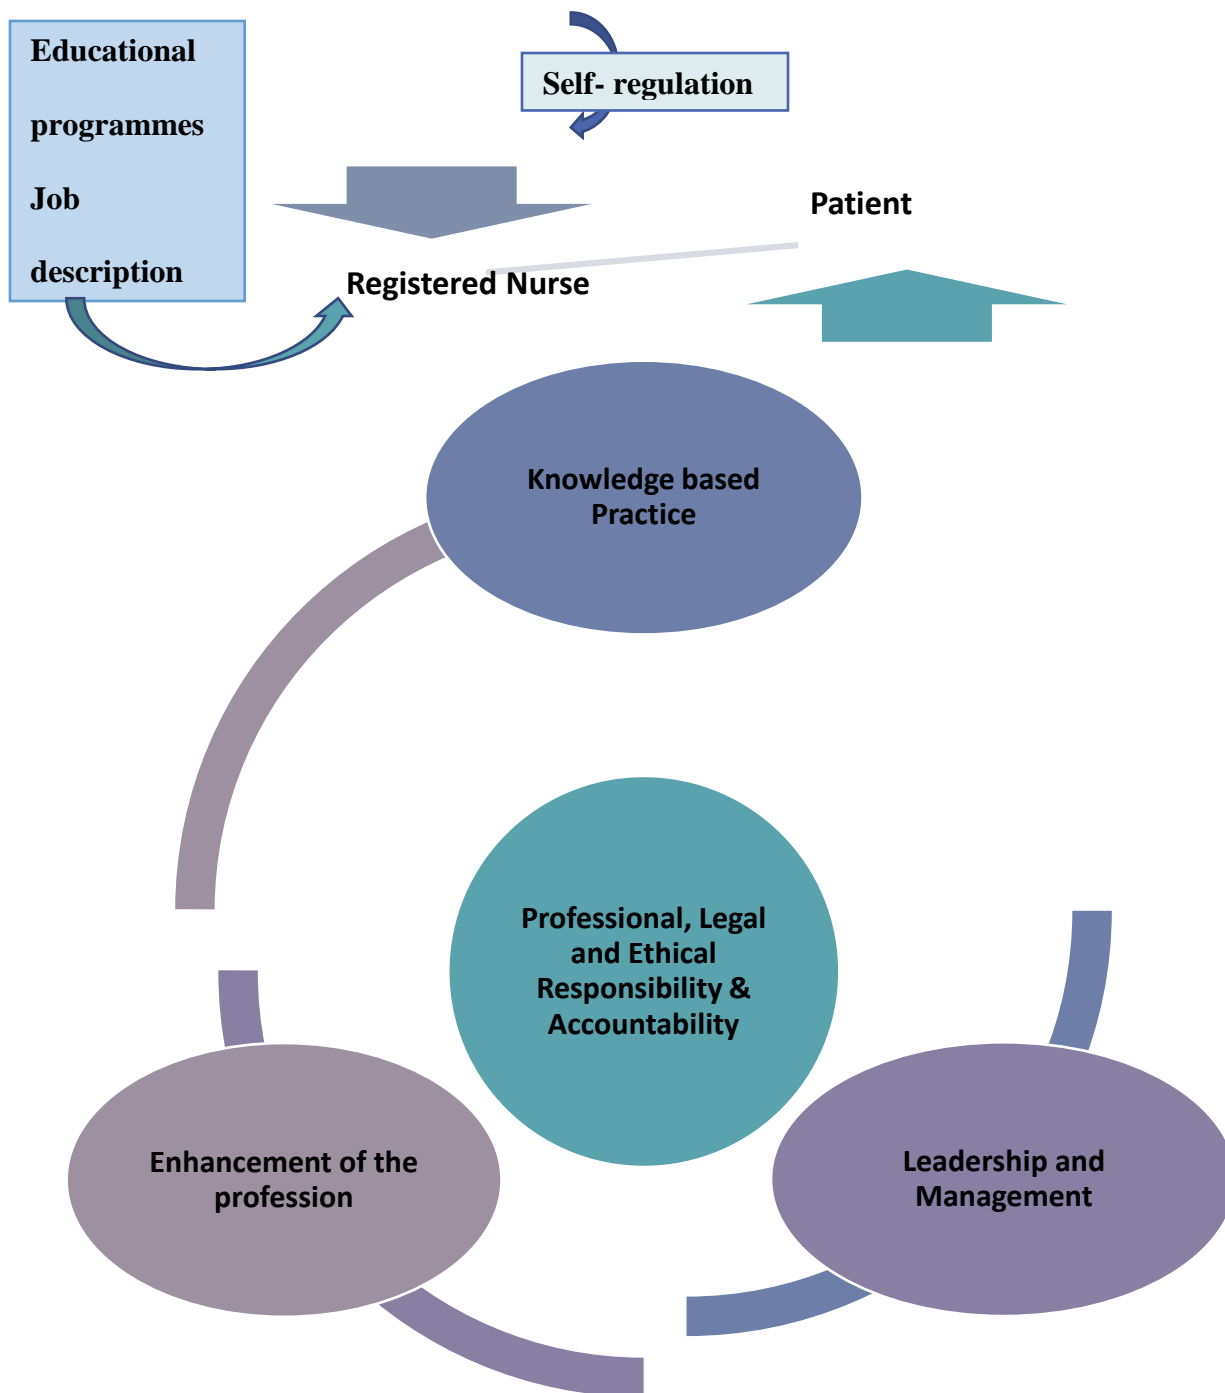 Educational
programmes
Job
description
Self- regulation
Patient
Registered Nurse
Knowledge based
Practice
Professional, Legal
and Ethical
Responsibility &
Accountability
Enhancement of the
profession
Leadership and
Management